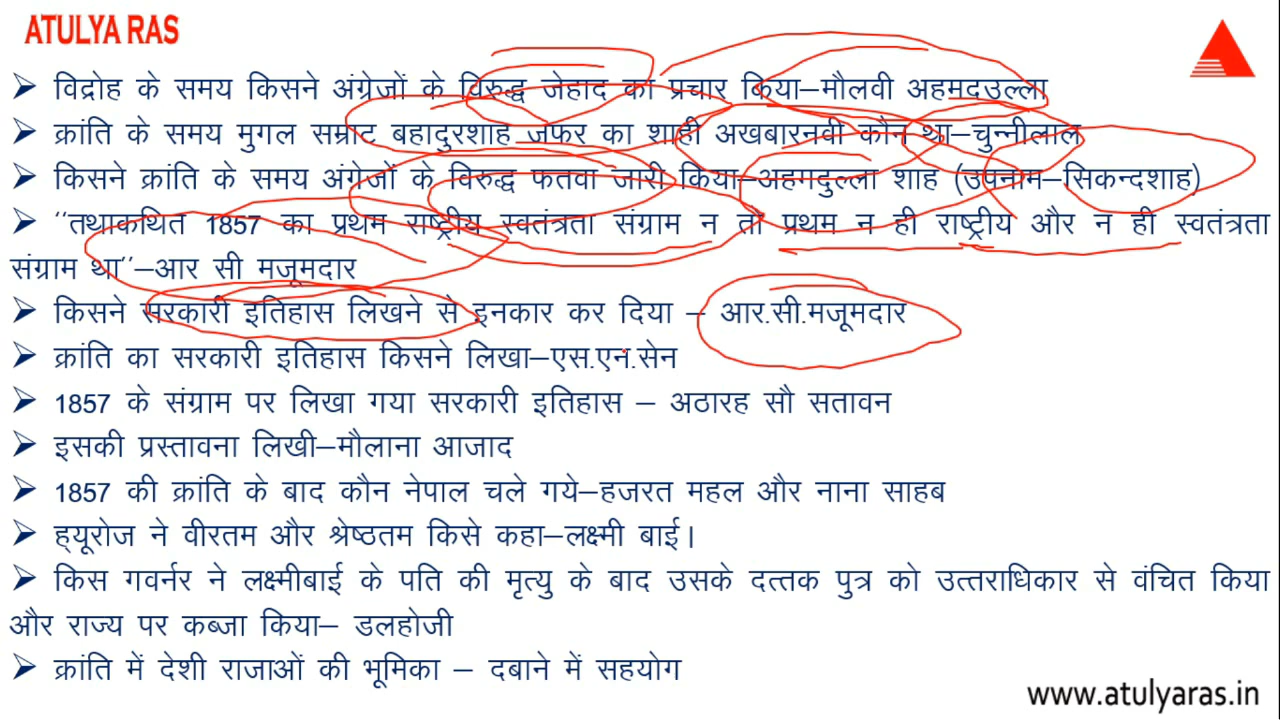 ATULYA RAS
➢ विद्रोह के समय किसने अंग्रेजों के विरुद्ध जेहाद का प्रचार किया–मौलवी अहमदउल्ला
➢ क्रांति के समय मुगल सम्राट बहादुरशाह जफर का शाही अखबारनवी कौन था–चुन्नीलाल
➢ किसने क्रांति के समय अंग्रेजों के विरुद्ध फतवा जारी किया–अहमदुल्ला शाह (उपनाम–सिकन्दशाह)
➢ ''तथाकथित 1857 का प्रथम राष्ट्रीय स्वतंत्रता संग्राम न तो प्रथम न ही राष्ट्रीय और न ही स्वतंत्रता
संग्राम था''–आर सी मजूमदार
➢ किसने सरकारी इतिहास लिखने से इनकार कर दिया – आर.सी.मजूमदार
➢ क्रांति का सरकारी इतिहास किसने लिखा–एस.एन.सेन
➢ 1857 के संग्राम पर लिखा गया सरकारी इतिहास – अठारह सौ सतावन
➢ इसकी प्रस्तावना लिखी–मौलाना आजाद
➢ 1857 की क्रांति के बाद कौन नेपाल चले गये–हजरत महल और नाना साहब
➢ ह्यूरोज ने वीरतम और श्रेष्ठतम किसे कहा–लक्ष्मी बाई।
➢ किस गवर्नर ने लक्ष्मीबाई के पति की मृत्यु के बाद उसके दत्तक पुत्र को उत्तराधिकार से वंचित किया
और राज्य पर कब्जा किया– डलहोजी
➢ क्रांति में देशी राजाओं की भूमिका – दबाने में सहयोग
www.atulyaras.in